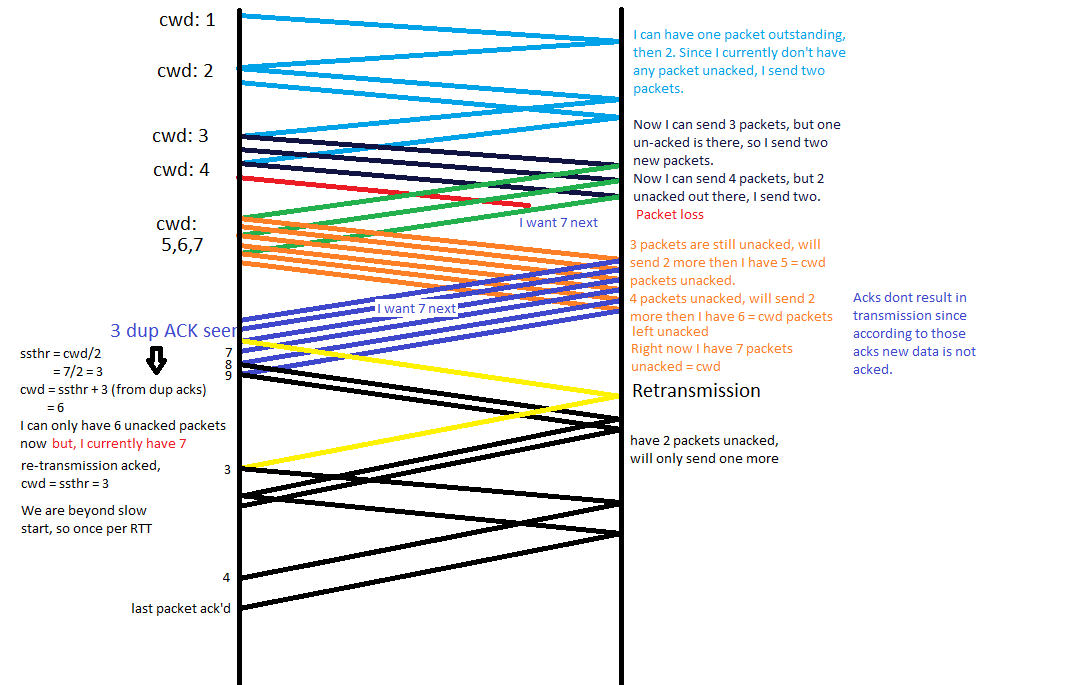 cwd: 1
cwd: 2
cwd: 3
cwd: 4
cwd:
5,6,7
I can have one packet outstanding,
then 2. Since I currently don't have
any packet unacked, I send two
packets.
Now I can send 3 packets, but one
un-acked is there, so I send two
new packets.
Now I can send 4 packets, but 2
unacked out there, I send two.
Packet loss
I want 7 next
3 packets are still unacked, will
send 2 more then I have 5 = cwd
packets unacked.
4 packets unacked, will send 2
more then I have 6 = cwd packets
left unacked
Right now I have 7 packets
unacked = cwd
Acks dont result in
transmission since
according to those
acks new data is not
acked.
I want 7 next
3 dup ACK seen
7
8
9
ssthr = cwd/2
= 7/2 = 3
cwd = ssthr + 3 (from dup acks)
= 6
I can only have 6 unacked packets
now but, I currently have 7
Retransmission
re-transmission acked,
cwd = ssthr = 3
3
have 2 packets unacked,
will only send one more
We are beyond slow
start, so once per RTT
4
last packet ack'd